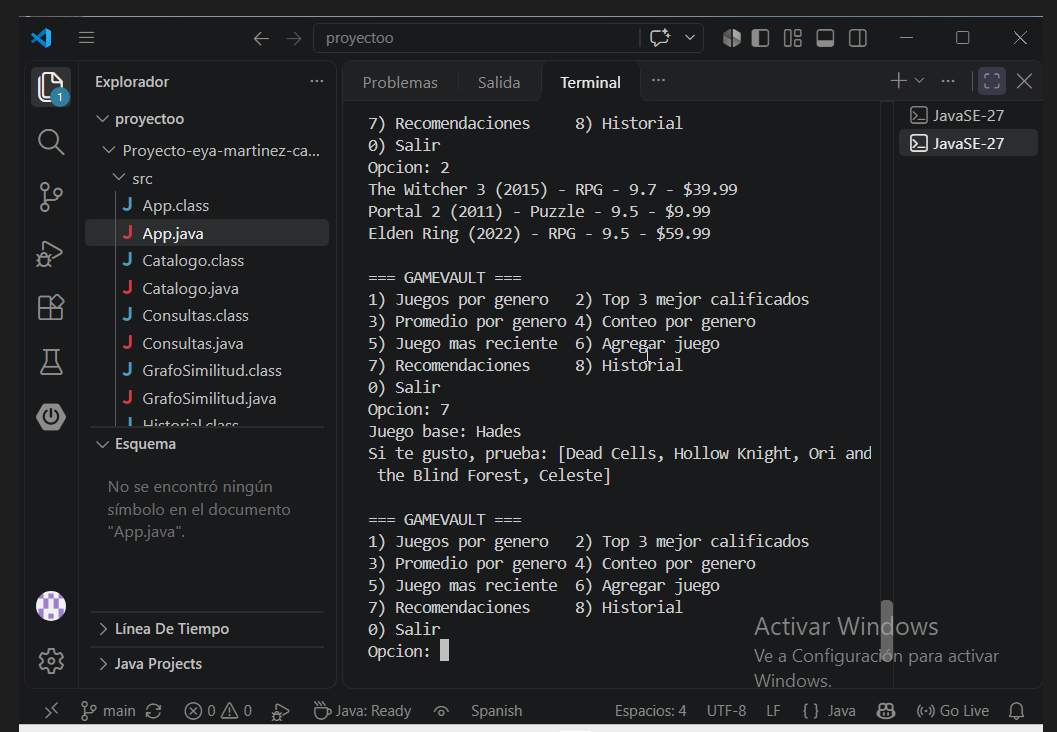 proyectoo
Explorador
Problemas
Salida
Terminal
1
proyectoo
Proyecto-eya-martinez-ca...
src
App.class
App.java
Catalogo.class
Catalogo.java
Consultas.class
Consultas.java
GrafoSimilitud.class
GrafoSimilitud.java
Historial.class
Esquema
No se encontró ningún
símbolo en el documento
"App.java".
Línea De Tiempo
Java Projects
7) Recomendaciones 8) Historial
0) Salir
Opcion: 2
The Witcher 3 (2015) - RPG - 9.7 - $39.99
Portal 2 (2011) - Puzzle - 9.5 - $9.99
Elden Ring (2022) - RPG - 9.5 - $59.99
=== GAMEVAULT ===
1) Juegos por genero 2) Top 3 mejor calificados
3) Promedio por genero 4) Conteo por genero
5) Juego mas reciente 6) Agregar juego
7) Recomendaciones 8) Historial
0) Salir
Opcion: 7
Juego base: Hades
Si te gusto, prueba: [Dead Cells, Hollow Knight, Ori and
the Blind Forest, Celeste]
=== GAMEVAULT ===
1) Juegos por genero 2) Top 3 mejor calificados
3) Promedio por genero 4) Conteo por genero
5) Juego mas reciente 6) Agregar juego
7) Recomendaciones 8) Historial
0) Salir
Opcion:
JavaSE-27
JavaSE-27
Activar Windows
Ve a Configuración para activar
Windows.
main 0 0 Java: Ready Spanish Espacios: 4 UTF-8 LF { } Java Go Live